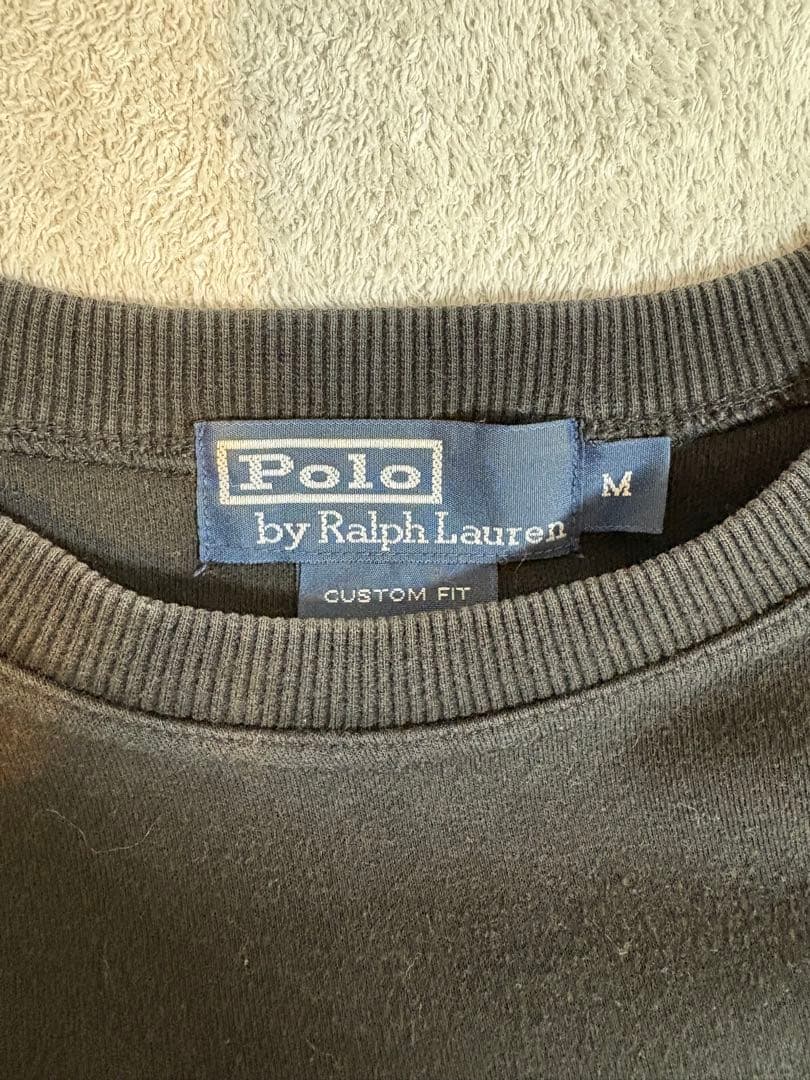 Polo
by Ralph Lauren
M
CUSTOM FIT